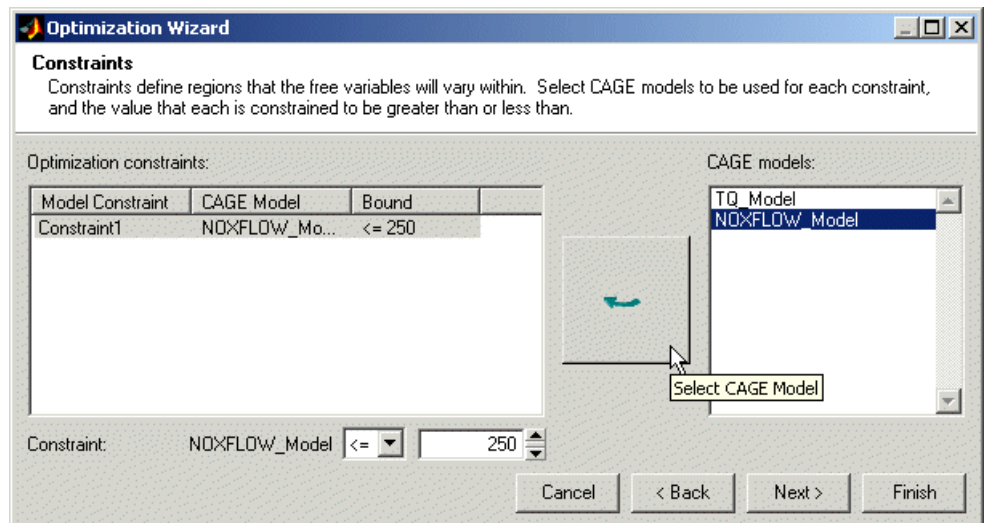 Optimization Wizard
Constraints
Constraints define regions that the free variables will vary within. Select CAGE models to be used for each constraint,
and the value that each is constrained to be greater than or less than.
Optimization constraints:
CAGE models:
Model Constraint CAGE Model Bound
Constraint1 NOXFLOW_Mo... <= 250
TQ_Model
NOXFLOW_Model
Select CAGE Model
Constraint: NOXFLOW_Model <= 250
Cancel < Back Next > Finish